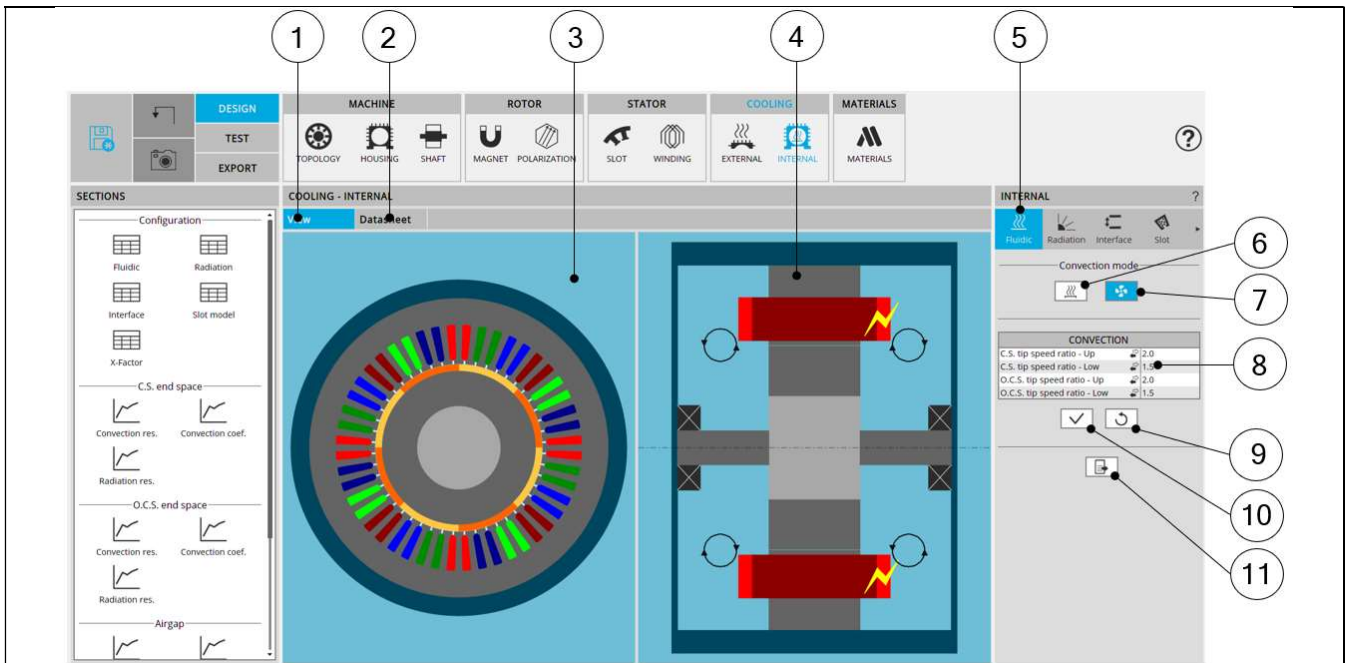 1 2 3 4 5
DESIGN MACHINE ROTOR STATOR COOLING MATERIALS
TEST
TOPOLOGY HOUSING SHAFT MAGNET POLARIZATION SLOT WINDING EXTERNAL INTERNAL MATERIALS ?
EXPORT
SECTIONS COOLING - INTERNAL INTERNAL ?
View Datasheet
Configuration
Fluidic Radiation Interface Slot
Fluidic Radiation
Interface Slot model
X-Factor
C.S. end space
Convection res. Convection coef.
Radiation res.
O.C.S. end space
Convection res. Convection coef.
Radiation res.
Airgap
Convection mode
6
7
CONVECTION
C.S. tip speed ratio - Up 2.0
C.S. tip speed ratio - Low 1.5
O.C.S. tip speed ratio - Up 2.0
O.C.S. tip speed ratio - Low 1.5
8
9
10
11